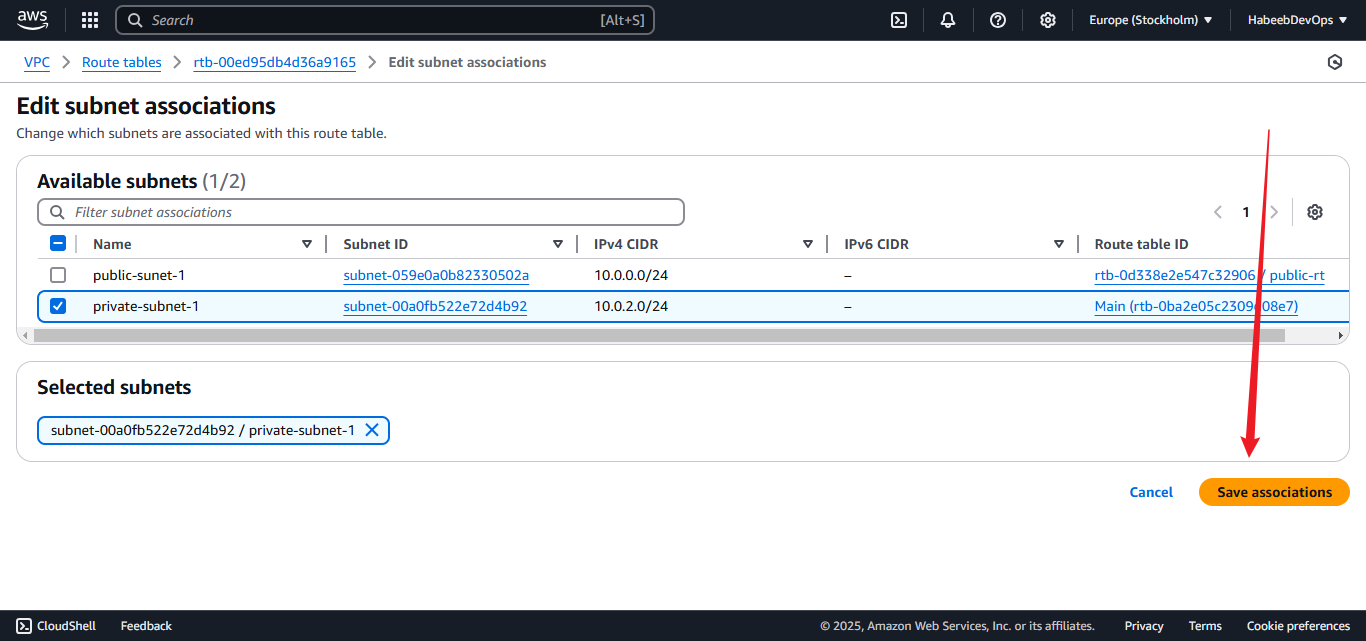 aws Search [Alt+S] Europe (Stockholm) HabeebDevOps
VPC Route tables rtb-00ed95db4d36a9165 Edit subnet associations
Edit subnet associations
Change which subnets are associated with this route table.
Available subnets (1/2)
Filter subnet associations 1
Name Subnet ID IPv4 CIDR IPv6 CIDR Route table ID
public-sunet-1 subnet-059e0a0b82330502a 10.0.0.0/24 – rtb-0d338e2e547c32906 / public-rt
private-subnet-1 subnet-00a0fb522e72d4b92 10.0.2.0/24 – Main
Selected subnets
subnet-00a0fb522e72d4b92 / private-subnet-1
Cancel Save associations
CloudShell Feedback © 2025, Amazon Web Services, Inc. or its affiliates. Privacy Terms Cookie preferences